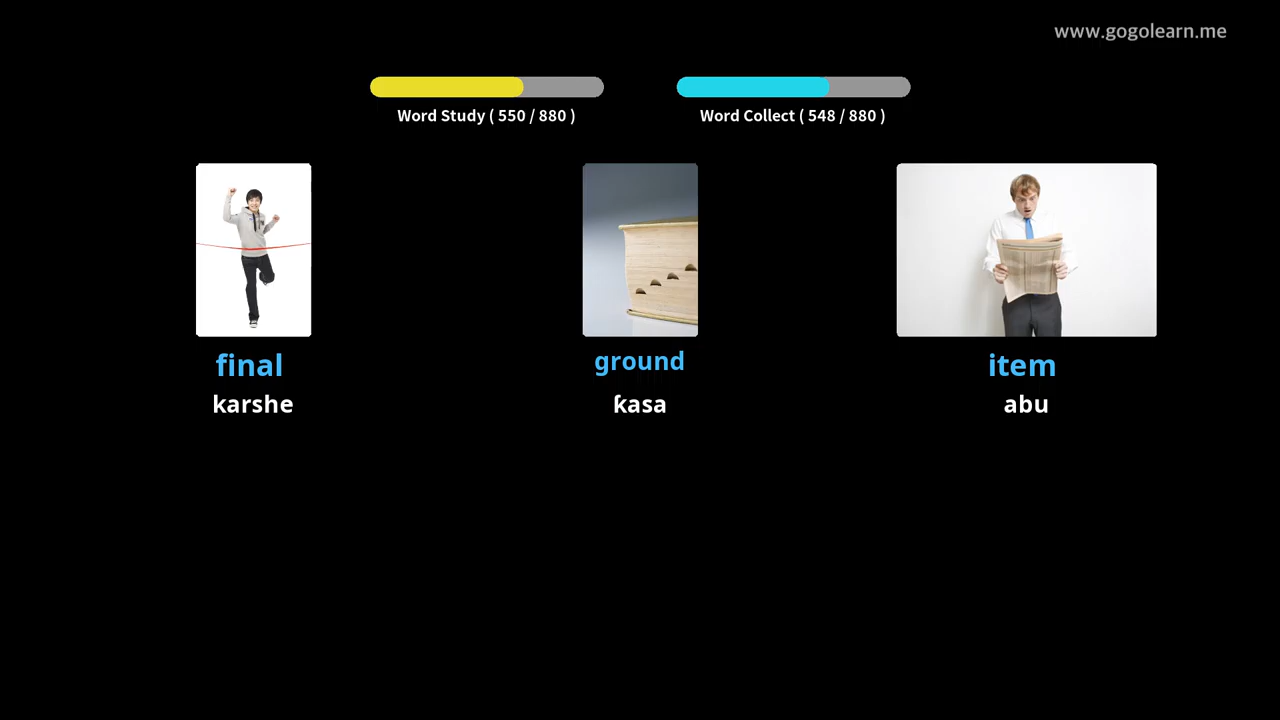 www.gogolearn.me
Word Study ( 550 / 880 )
Word Collect ( 548 / 880 )
final
ground
item
karshe
ƙasa
abu